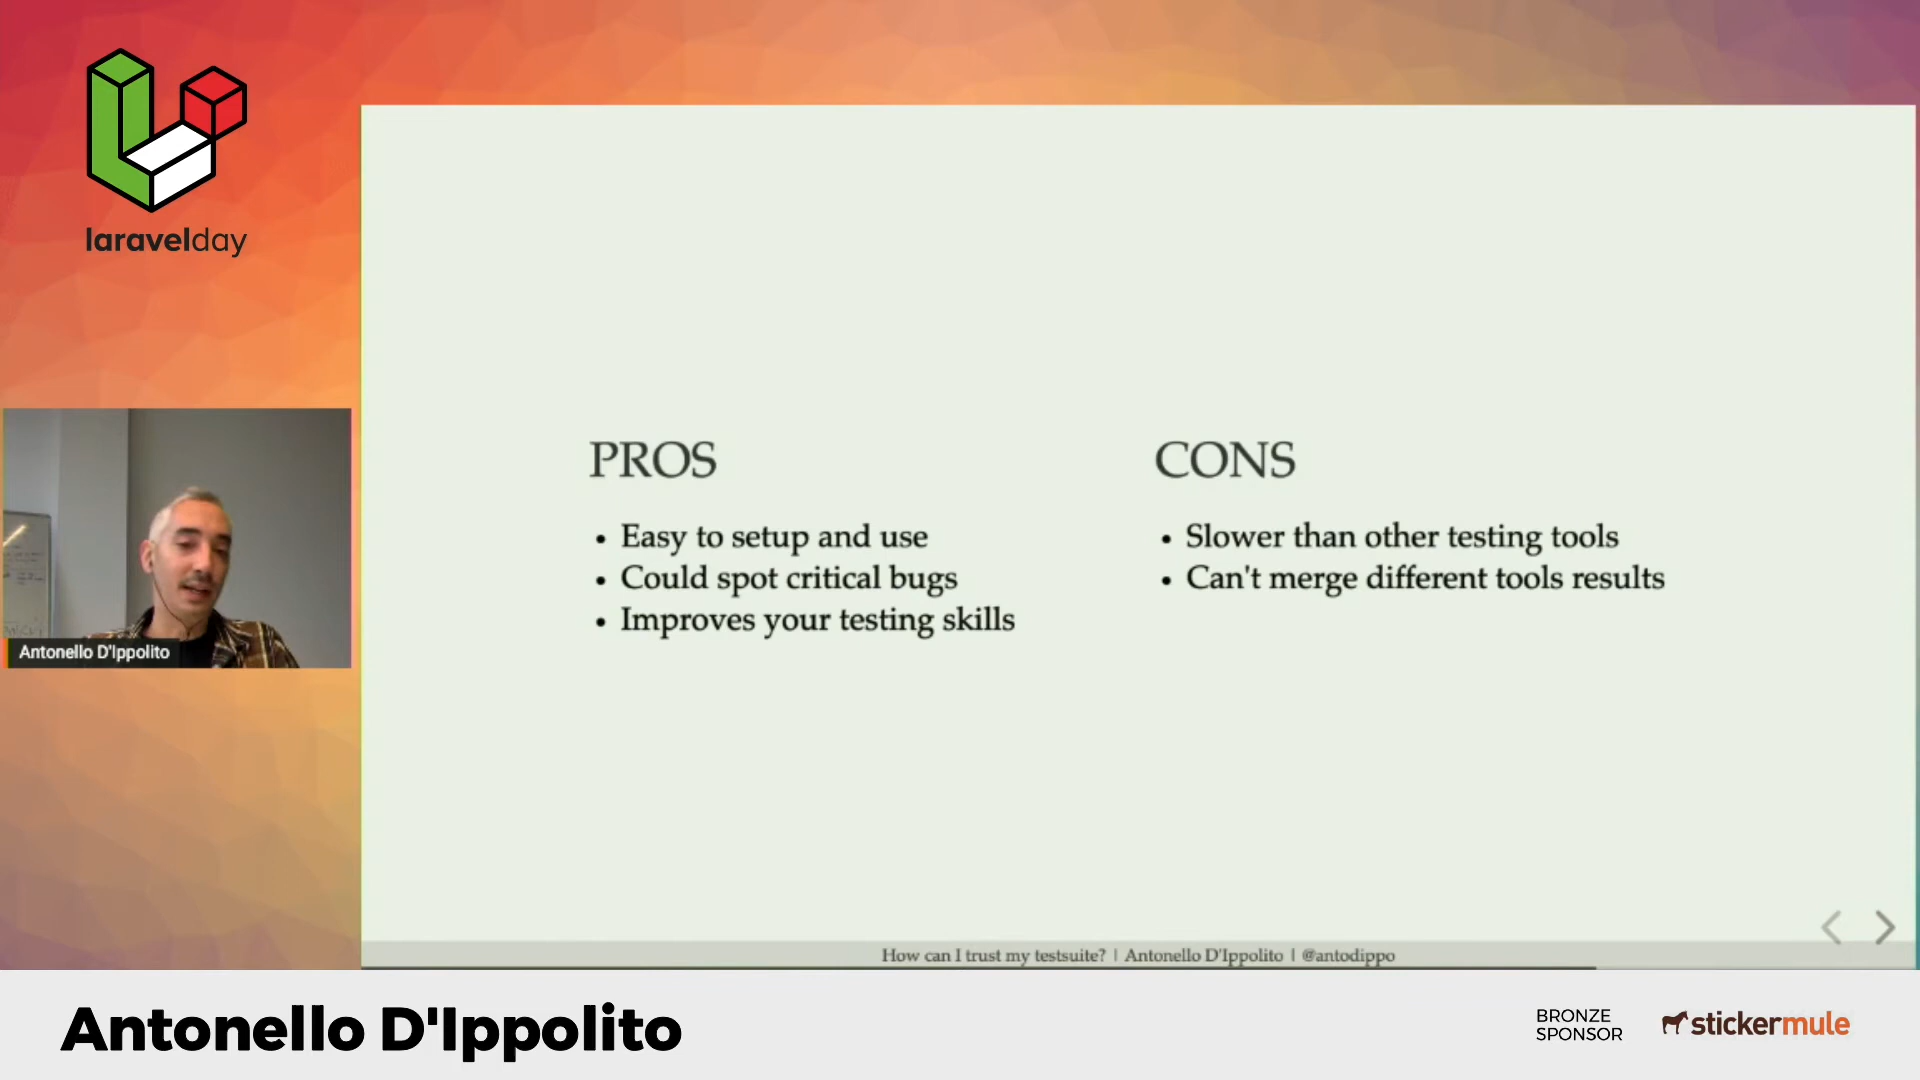 laravelday
Antonello D'Ippolito
PROS
• Easy to setup and use
• Could spot critical bugs
• Improves your testing skills
CONS
• Slower than other testing tools
• Can't merge different tools results
How can I trust my testsuite? | Antonello D'Ippolito | @antodippo
Antonello D'Ippolito
BRONZE
SPONSOR
stickermule